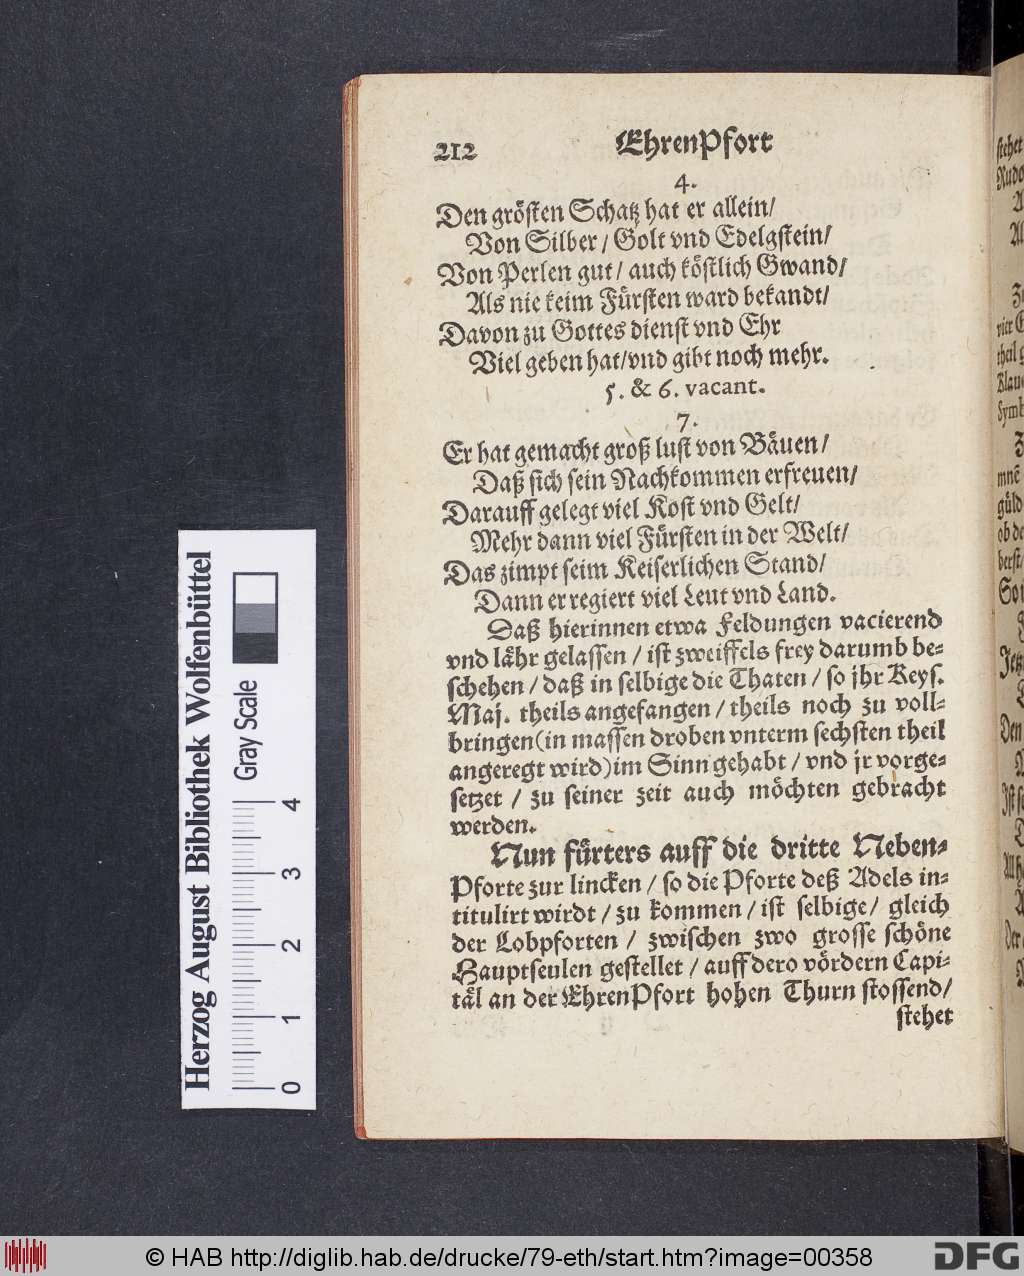 212 EhrenPfort
4.
Den grösten Schatz hat er allein/
Von Silber / Golt vnd Edelgstein/
Von Perlen gut / auch köstlich Gwand/
Als nie keim Fürsten ward bekandt/
Davon zu Gottes dienst vnd Ehr
Viel geben hat/vnd gibt noch mehr.
5. & 6. vacant.
7.
Er hat gemacht groß lust von Bäuen/
Daß sich sein Nachkommen erfreuen/
Darauff gelegt viel Kost vnd Gelt/
Mehr dann viel Fürsten in der Welt/
Das zimpt seim Keiserlichen Stand/
Dann er regiert viel Leut vnd Land.
Daß hierinnen etwa Feldungen vacierend
vnd lähr gelassen / ist zweiffels frey darumb be-
schehen / daß in selbige die Thaten / so jhr Keys.
Maj. theils angefangen / theils noch zu voll-
bringen (in massen droben vnterm sechsten theil
angeregt wird) im Sinn gehabt / vnd jr vorge-
setzet / zu seiner zeit auch möchten gebracht
werden.
Nun fürters auff die dritte Neben-
Pforte zur lincken / so die Pforte deß Adels in-
titulirt wirdt / zu kommen / ist selbige / gleich
der Lobpforten / zwischen zwo grosse schöne
Hauptseulen gestellet / auff dero vördern Capi-
täl an der EhrenPfort hohen Thurn stossend/
stehet
Herzog August Bibliothek Wolfenbüttel
Gray Scale
0 1 2 3 4
© HAB http://diglib.hab.de/drucke/79-eth/start.htm?image=00358
DFG